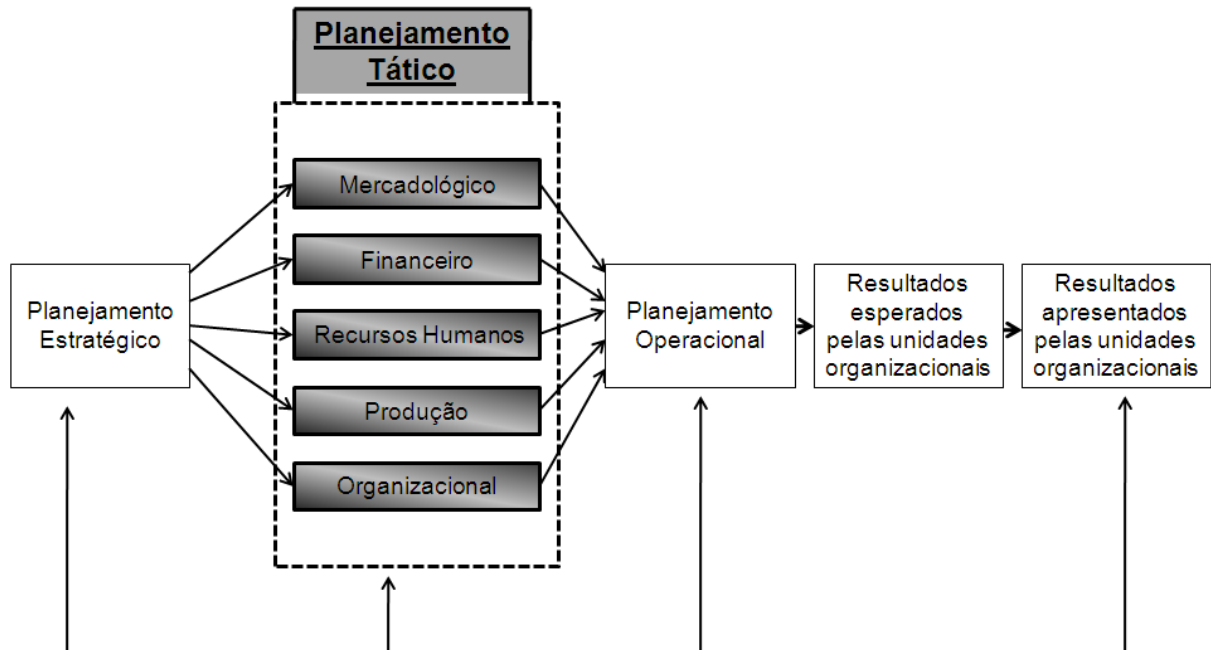 Planejamento
Tático
Mercadológico
Financeiro
Recursos Humanos
Produção
Organizacional
Planejamento
Estratégico
Planejamento
Operacional
Resultados
esperados
pelas unidades
organizacionais
Resultados
apresentados
pelas unidades
organizacionais